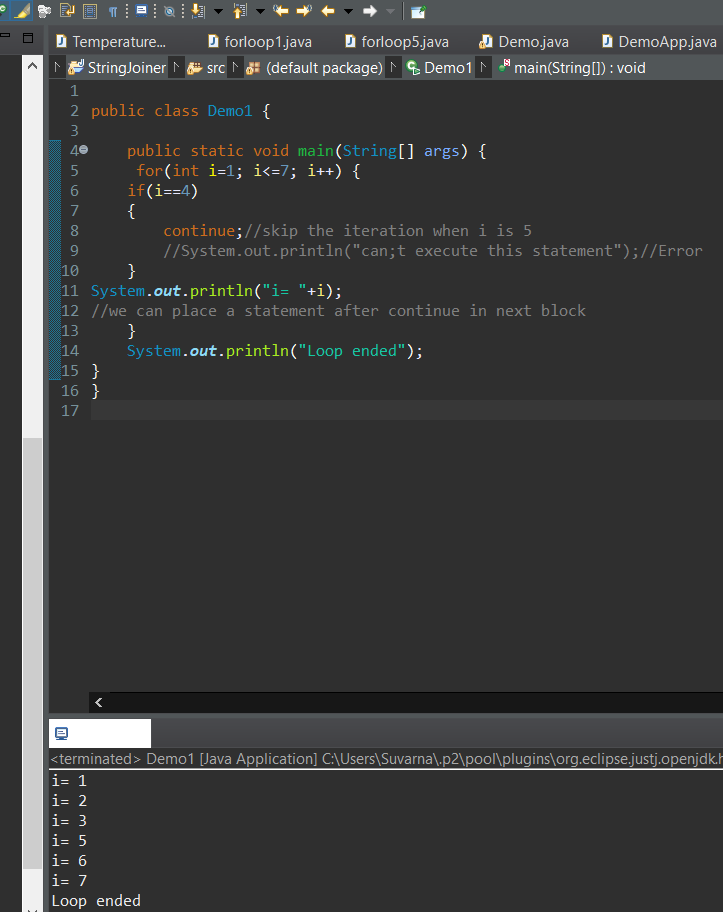 Temperature... forloop1.java forloop5.java Demo.java DemoApp.java
StringJoiner src (default package) Demo1 main(String[]) : void
1
2 public class Demo1 {
3
4 public static void main(String[] args) {
5 for(int i=1; i<=7; i++) {
6 if(i==4)
7 {
8 continue;//skip the iteration when i is 5
9 //System.out.println("can;t execute this statement");//Error
10 }
11 System.out.println("i= "+i);
12 //we can place a statement after continue in next block
13 }
14 System.out.println("Loop ended");
15 }
16 }
17
<terminated> Demo1 [Java Application] C:\Users\Suvarna\.p2\pool\plugins\org.eclipse.justj.openjdk.h
i= 1
i= 2
i= 3
i= 5
i= 6
i= 7
Loop ended